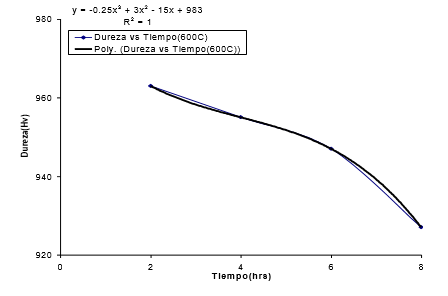 y = -0.25x³ + 3x² - 15x + 983
R² = 1
Dureza vs Tiempo(600C)
Poly. (Dureza vs Tiempo(600C))
980
960
940
920
Dureza(Hv)
0 2 4 6 8
Tiempo(hrs)